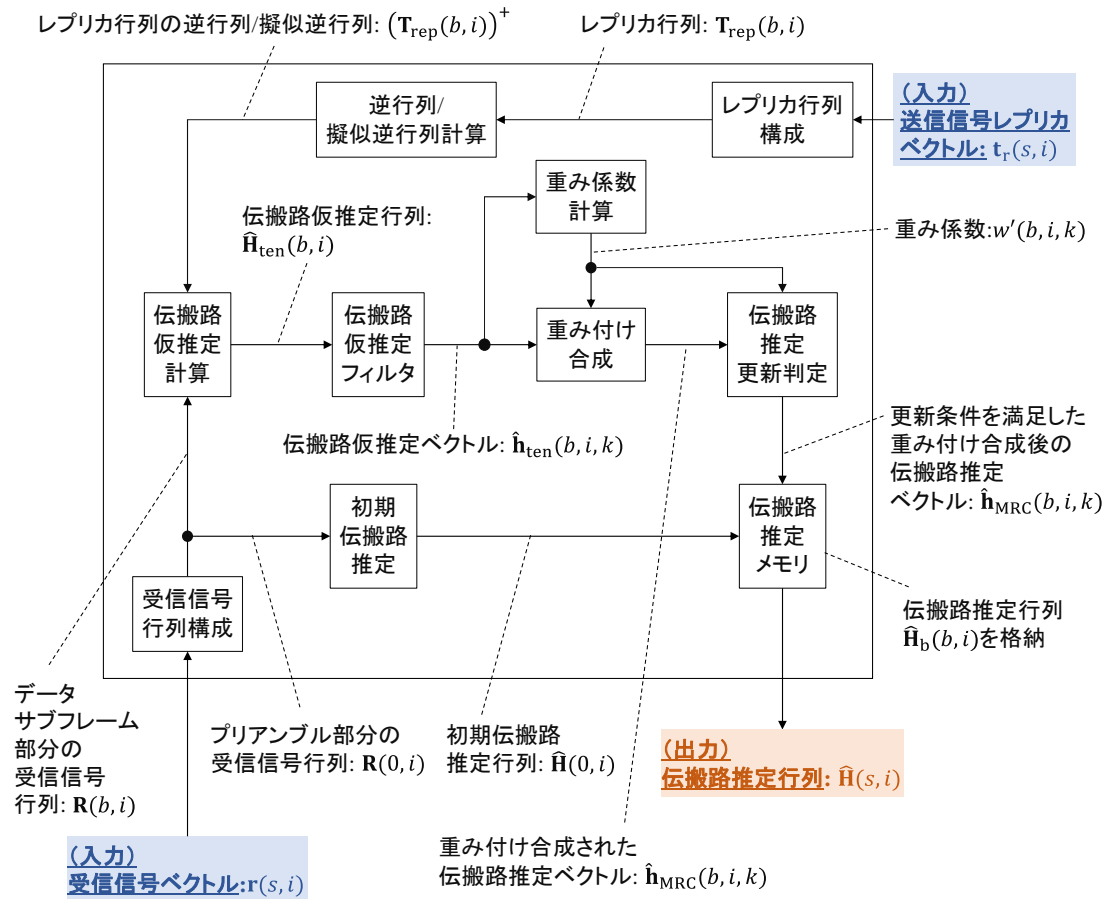 レプリカ行列の逆行列/擬似逆行列: (T_rep(b, i))^+
レプリカ行列: T_rep(b, i)
逆行列/
擬似逆行列計算
レプリカ行列
構成
(入力)
送信信号レプリカ
ベクトル: t_r(s, i)
重み係数
計算
伝搬路仮推定行列:
Ĥ_ten(b, i)
重み係数:w′(b, i, k)
伝搬路
仮推定
計算
伝搬路
仮推定
フィルタ
重み付け
合成
伝搬路
推定
更新判定
伝搬路仮推定ベクトル: ĥ_ten(b, i, k)
更新条件を満足した
重み付け合成後の
伝搬路推定
ベクトル: ĥ_MRC(b, i, k)
初期
伝搬路
推定
伝搬路
推定
メモリ
受信信号
行列構成
伝搬路推定行列
Ĥ_b(b, i)を格納
データ
サブフレーム
部分の
受信信号
行列: R(b, i)
プリアンブル部分の
受信信号行列: R(0, i)
初期伝搬路
推定行列: Ĥ(0, i)
(出力)
伝搬路推定行列: Ĥ(s, i)
重み付け合成された
伝搬路推定ベクトル: ĥ_MRC(b, i, k)
(入力)
受信信号ベクトル:r(s, i)